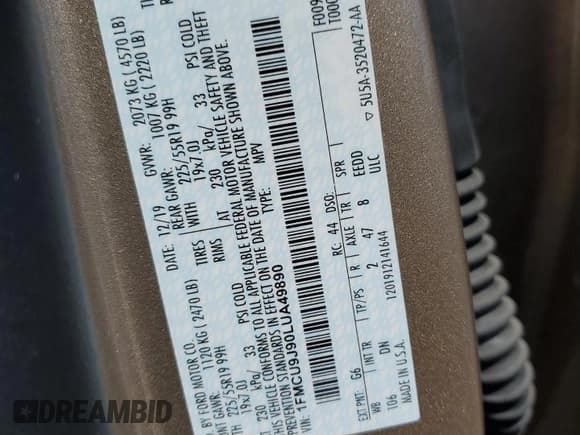 MFD. BY FORD MOTOR CO.
12/19
GVWR: 2073 KG (4570 LB)
FRONT GAWR: 1120 KG (2470 LB)
REAR GAWR: 1007 KG (2220 LB)
225/55R19 99H
TIRES
225/55R19 99H
19x7.0J
RIMS
19x7.0J
230 kPa/ 33 PSI COLD
AT 230 kPa/ 33 PSI COLD
THIS VEHICLE CONFORMS TO ALL APPLICABLE FEDERAL MOTOR VEHICLE SAFETY AND THEFT
PREVENTION STANDARDS IN EFFECT ON THE DATE OF MANUFACTURE SHOWN ABOVE.
1FMCU9J90LUA49890
TYPE: MPV
F009
T000
EXT PNT: G6
RC: 44
DSO:
WB
INT TR
TP/PS
R
AXLE
TR
SPR
106
DN
2
47
8
EEDD
ULC
MADE IN U.S.A.
1201912141644
5U5A-3520472-AA
DREAMBID